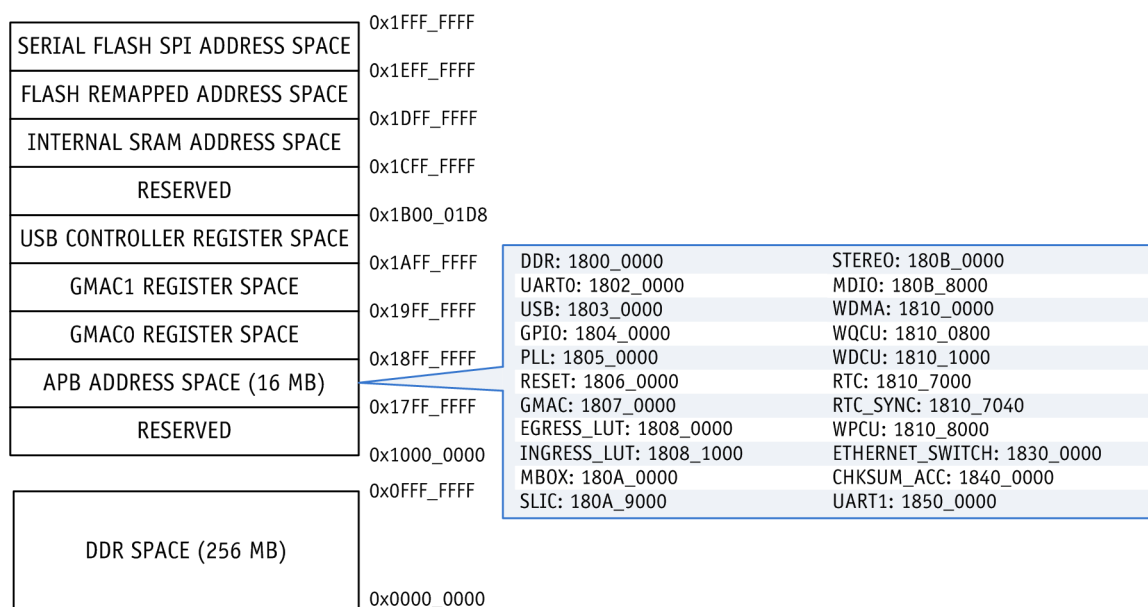 0x1FFF_FFFF
SERIAL FLASH SPI ADDRESS SPACE
0x1EFF_FFFF
FLASH REMAPPED ADDRESS SPACE
0x1DFF_FFFF
INTERNAL SRAM ADDRESS SPACE
0x1CFF_FFFF
RESERVED
0x1B00_01D8
USB CONTROLLER REGISTER SPACE
0x1AFF_FFFF
GMAC1 REGISTER SPACE
0x19FF_FFFF
GMAC0 REGISTER SPACE
0x18FF_FFFF
APB ADDRESS SPACE (16 MB)
0x17FF_FFFF
RESERVED
0x1000_0000
0x0FFF_FFFF
DDR SPACE (256 MB)
0x0000_0000
DDR: 1800_0000
UART0: 1802_0000
USB: 1803_0000
GPIO: 1804_0000
PLL: 1805_0000
RESET: 1806_0000
GMAC: 1807_0000
EGRESS_LUT: 1808_0000
INGRESS_LUT: 1808_1000
MBOX: 180A_0000
SLIC: 180A_9000
STEREO: 180B_0000
MDIO: 180B_8000
WDMA: 1810_0000
WQCU: 1810_0800
WDCU: 1810_1000
RTC: 1810_7000
RTC_SYNC: 1810_7040
WPCU: 1810_8000
ETHERNET_SWITCH: 1830_0000
CHKSUM_ACC: 1840_0000
UART1: 1850_0000